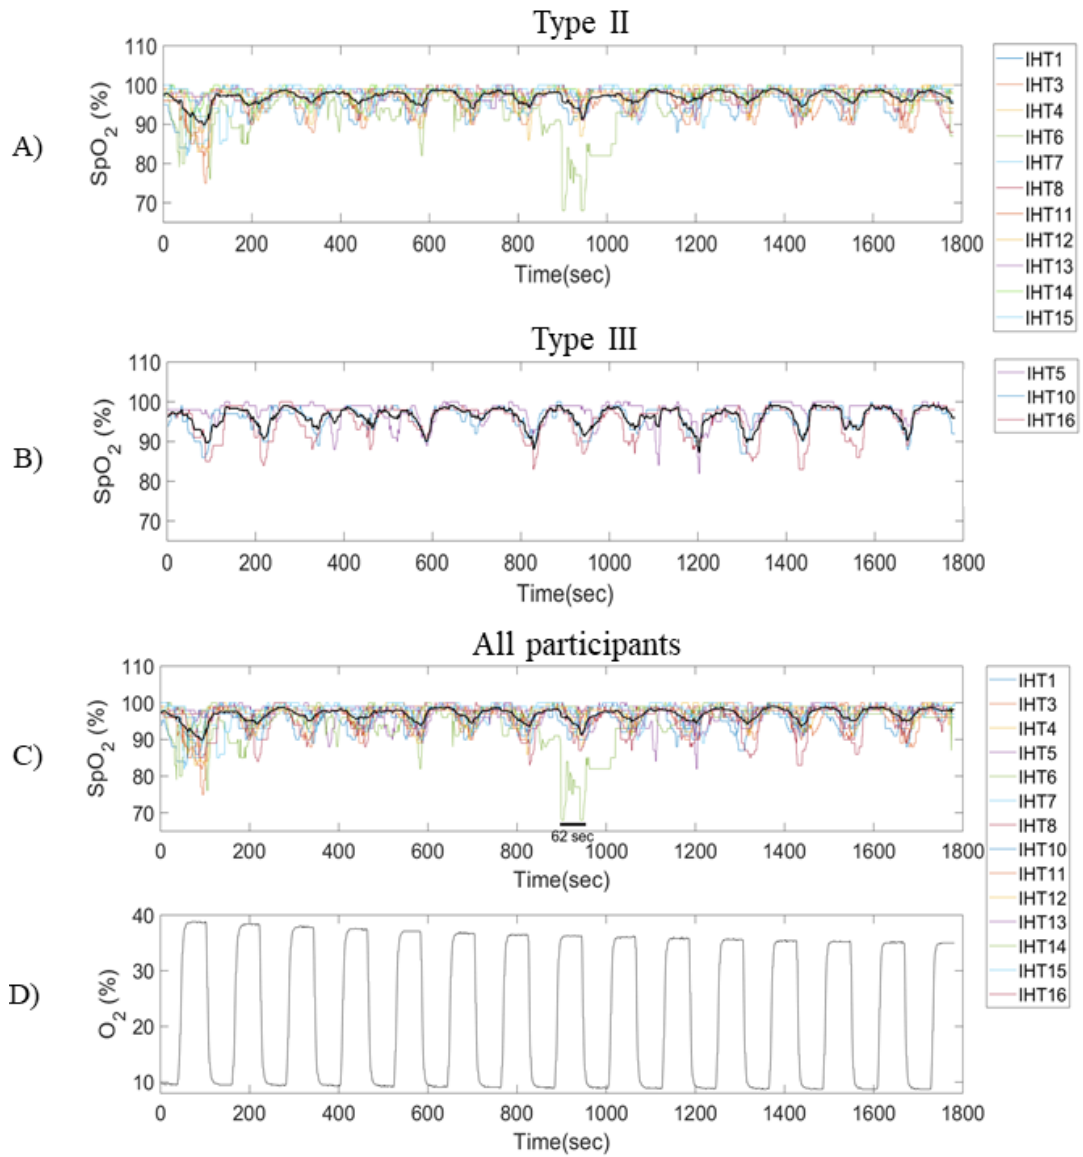 Type II
A)
SpO2 (%)
110
100
90
80
70
0 200 400 600 800 1000 1200 1400 1600 1800
Time(sec)
IHT1
IHT3
IHT4
IHT6
IHT7
IHT8
IHT11
IHT12
IHT13
IHT14
IHT15
Type III
B)
SpO2 (%)
110
100
90
80
70
0 200 400 600 800 1000 1200 1400 1600 1800
Time(sec)
IHT5
IHT10
IHT16
All participants
C)
SpO2 (%)
110
100
90
80
70
62 sec
0 200 400 600 800 1000 1200 1400 1600 1800
Time(sec)
IHT1
IHT3
IHT4
IHT5
IHT6
IHT7
IHT8
IHT10
IHT11
IHT12
IHT13
IHT14
IHT15
IHT16
D)
O2 (%)
40
30
20
10
0 200 400 600 800 1000 1200 1400 1600 1800
Time(sec)